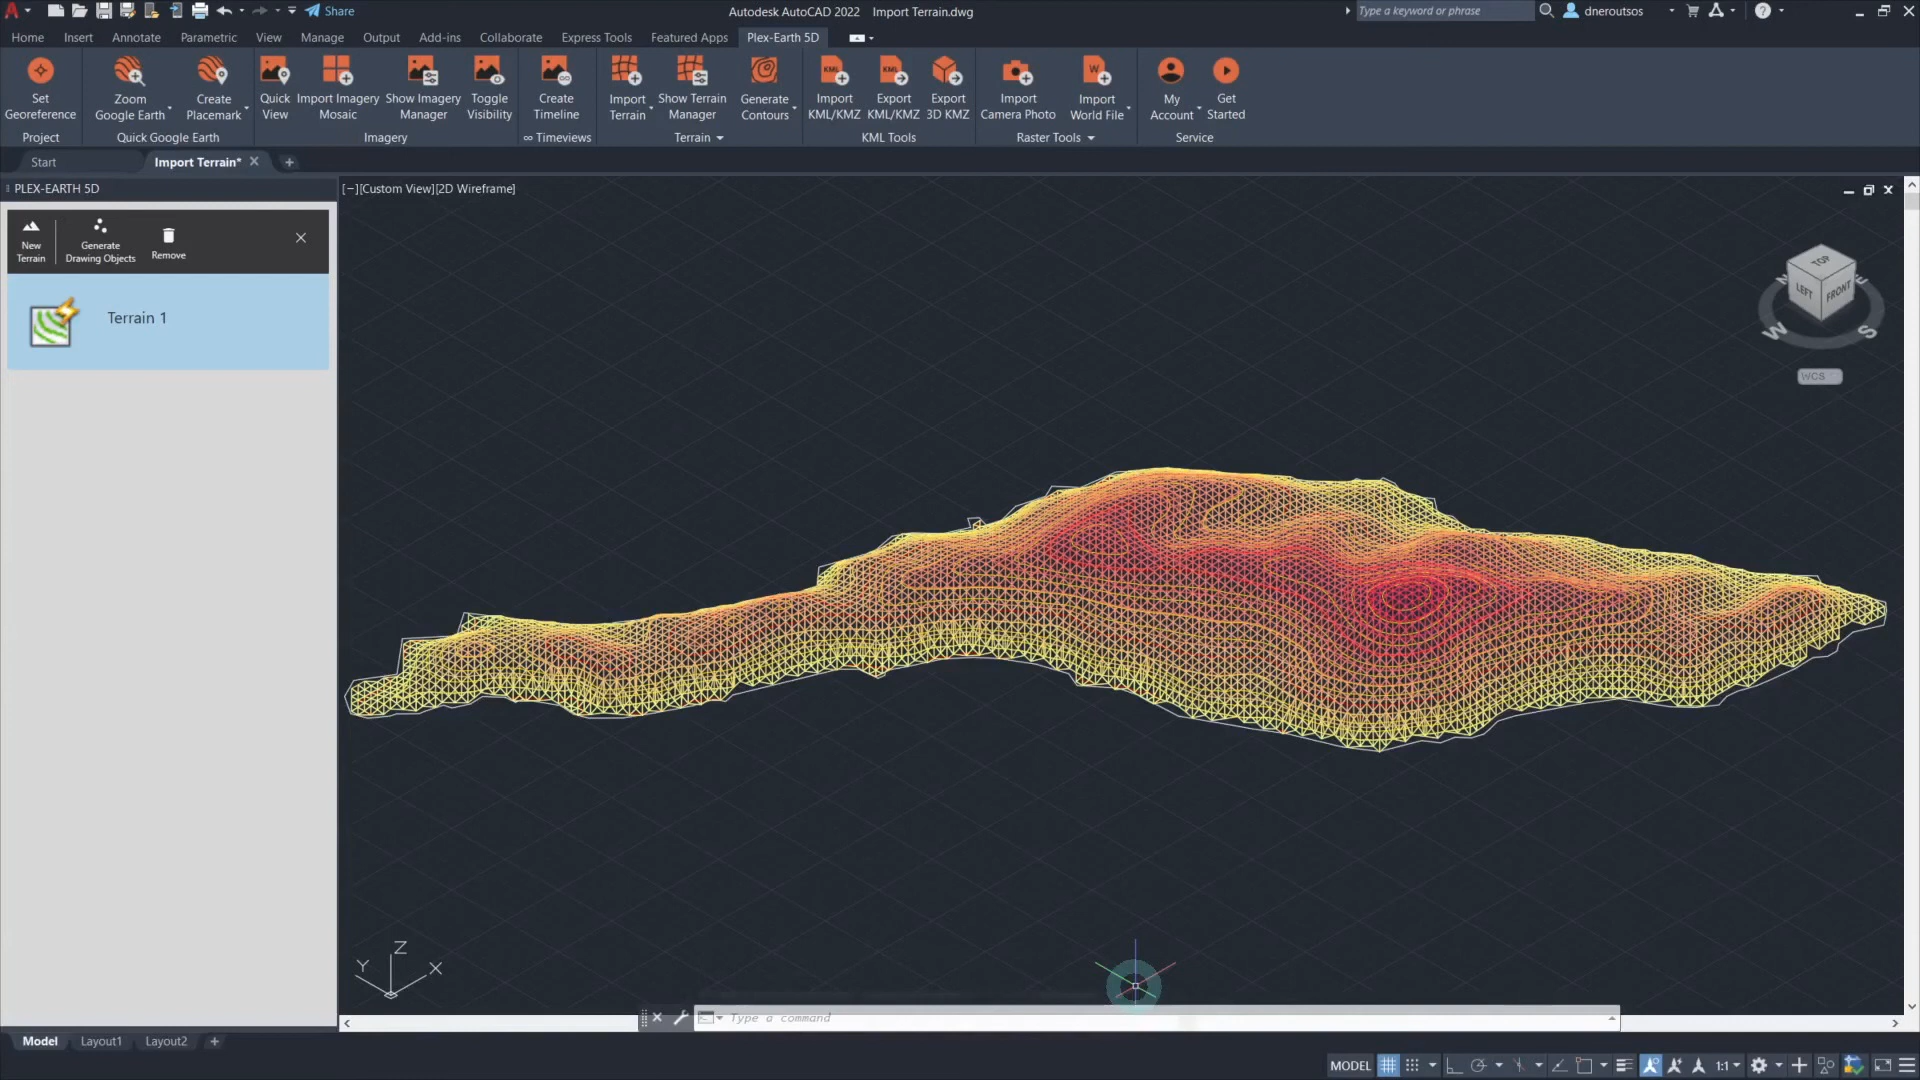 Share
Autodesk AutoCAD 2022 Import Terrain.dwg
Type a keyword or phrase
dneroutsos
Home Insert Annotate Parametric View Manage Output Add-ins Collaborate Express Tools Featured Apps Plex-Earth 5D
Set Georeference
Zoom Google Earth
Create Placemark
Quick View
Import Imagery Mosaic
Show Imagery Manager
Toggle Visibility
Create Timeline
Import Terrain
Show Terrain Manager
Generate Contours
KML
Import KML/KMZ
KML
Export KML/KMZ
Export 3D KMZ
Import Camera Photo
W
Import World File
My Account
Get Started
Project Quick Google Earth Imagery ∞ Timeviews Terrain KML Tools Raster Tools Service
Start Import Terrain*
PLEX-EARTH 5D
[−][Custom View][2D Wireframe]
New Terrain
Generate Drawing Objects
Remove
Terrain 1
TOP
LEFT
FRONT
W
S
WCS
Z
Y
X
Type a command
Model Layout1 Layout2
MODEL
1:1